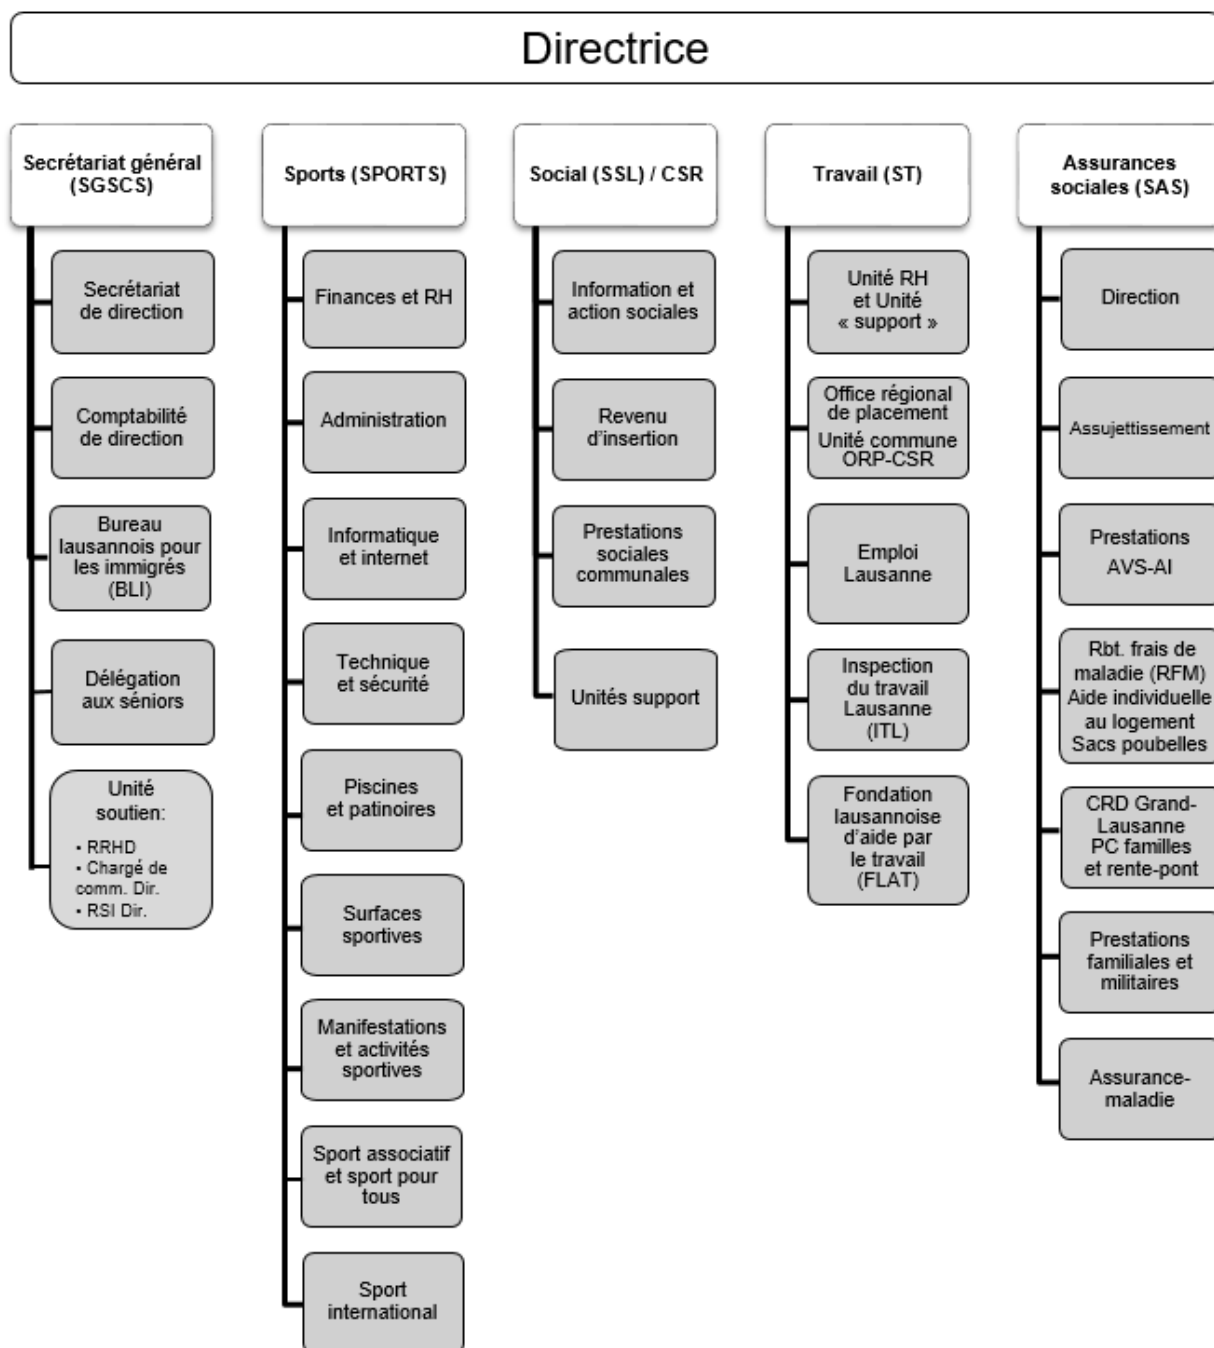 Directrice
Secrétariat général
(SGSCS)
Secrétariat
de direction
Comptabilité
de direction
Bureau
lausannois pour
les immigrés
(BLI)
Délégation
aux séniors
Unité
soutien:
• RRHD
• Chargé de
comm. Dir.
• RSI Dir.
Sports (SPORTS)
Finances et RH
Administration
Informatique
et internet
Technique
et sécurité
Piscines
et patinoires
Surfaces
sportives
Manifestations
et activités
sportives
Sport associatif
et sport pour
tous
Sport
international
Social (SSL) / CSR
Information et
action sociales
Revenu
d'insertion
Prestations
sociales
communales
Unités support
Travail (ST)
Unité RH
et Unité
« support »
Office régional
de placement
Unité commune
ORP-CSR
Emploi
Lausanne
Inspection
du travail
Lausanne
(ITL)
Fondation
lausannoise
d'aide par
le travail
(FLAT)
Assurances
sociales (SAS)
Direction
Assujettissement
Prestations
AVS-AI
Rbt. frais de
maladie (RFM)
Aide individuelle
au logement
Sacs poubelles
CRD Grand-
Lausanne
PC familles
et rente-pont
Prestations
familiales et
militaires
Assurance-
maladie